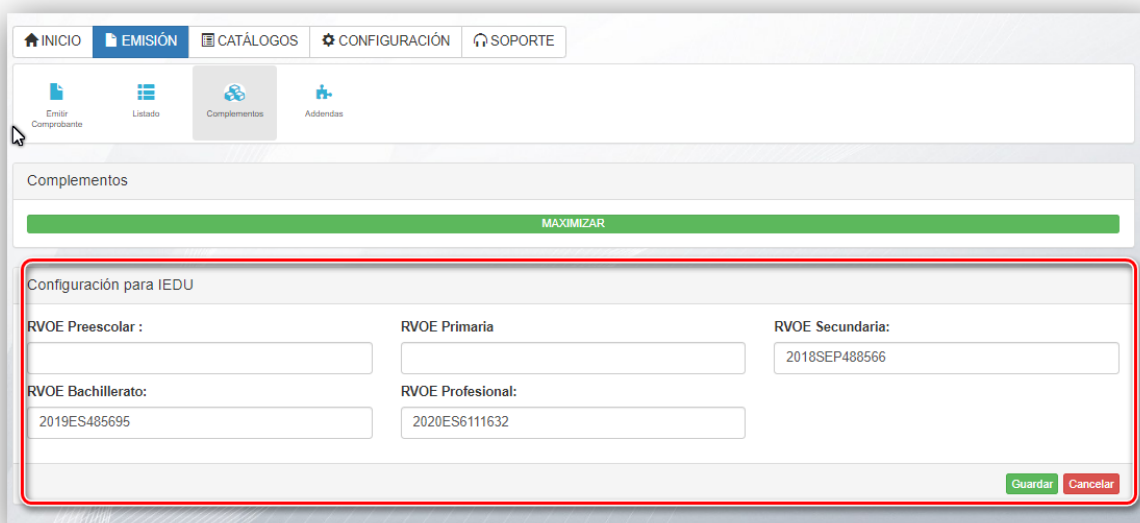 INICIO EMISIÓN CATÁLOGOS CONFIGURACIÓN SOPORTE
Emitir Comprobante
Listado
Complementos
Addendas
Complementos
MAXIMIZAR
Configuración para IEDU
RVOE Preescolar : RVOE Primaria RVOE Secundaria:
2018SEP488566
RVOE Bachillerato: RVOE Profesional:
2019ES485695 2020ES6111632
Guardar Cancelar